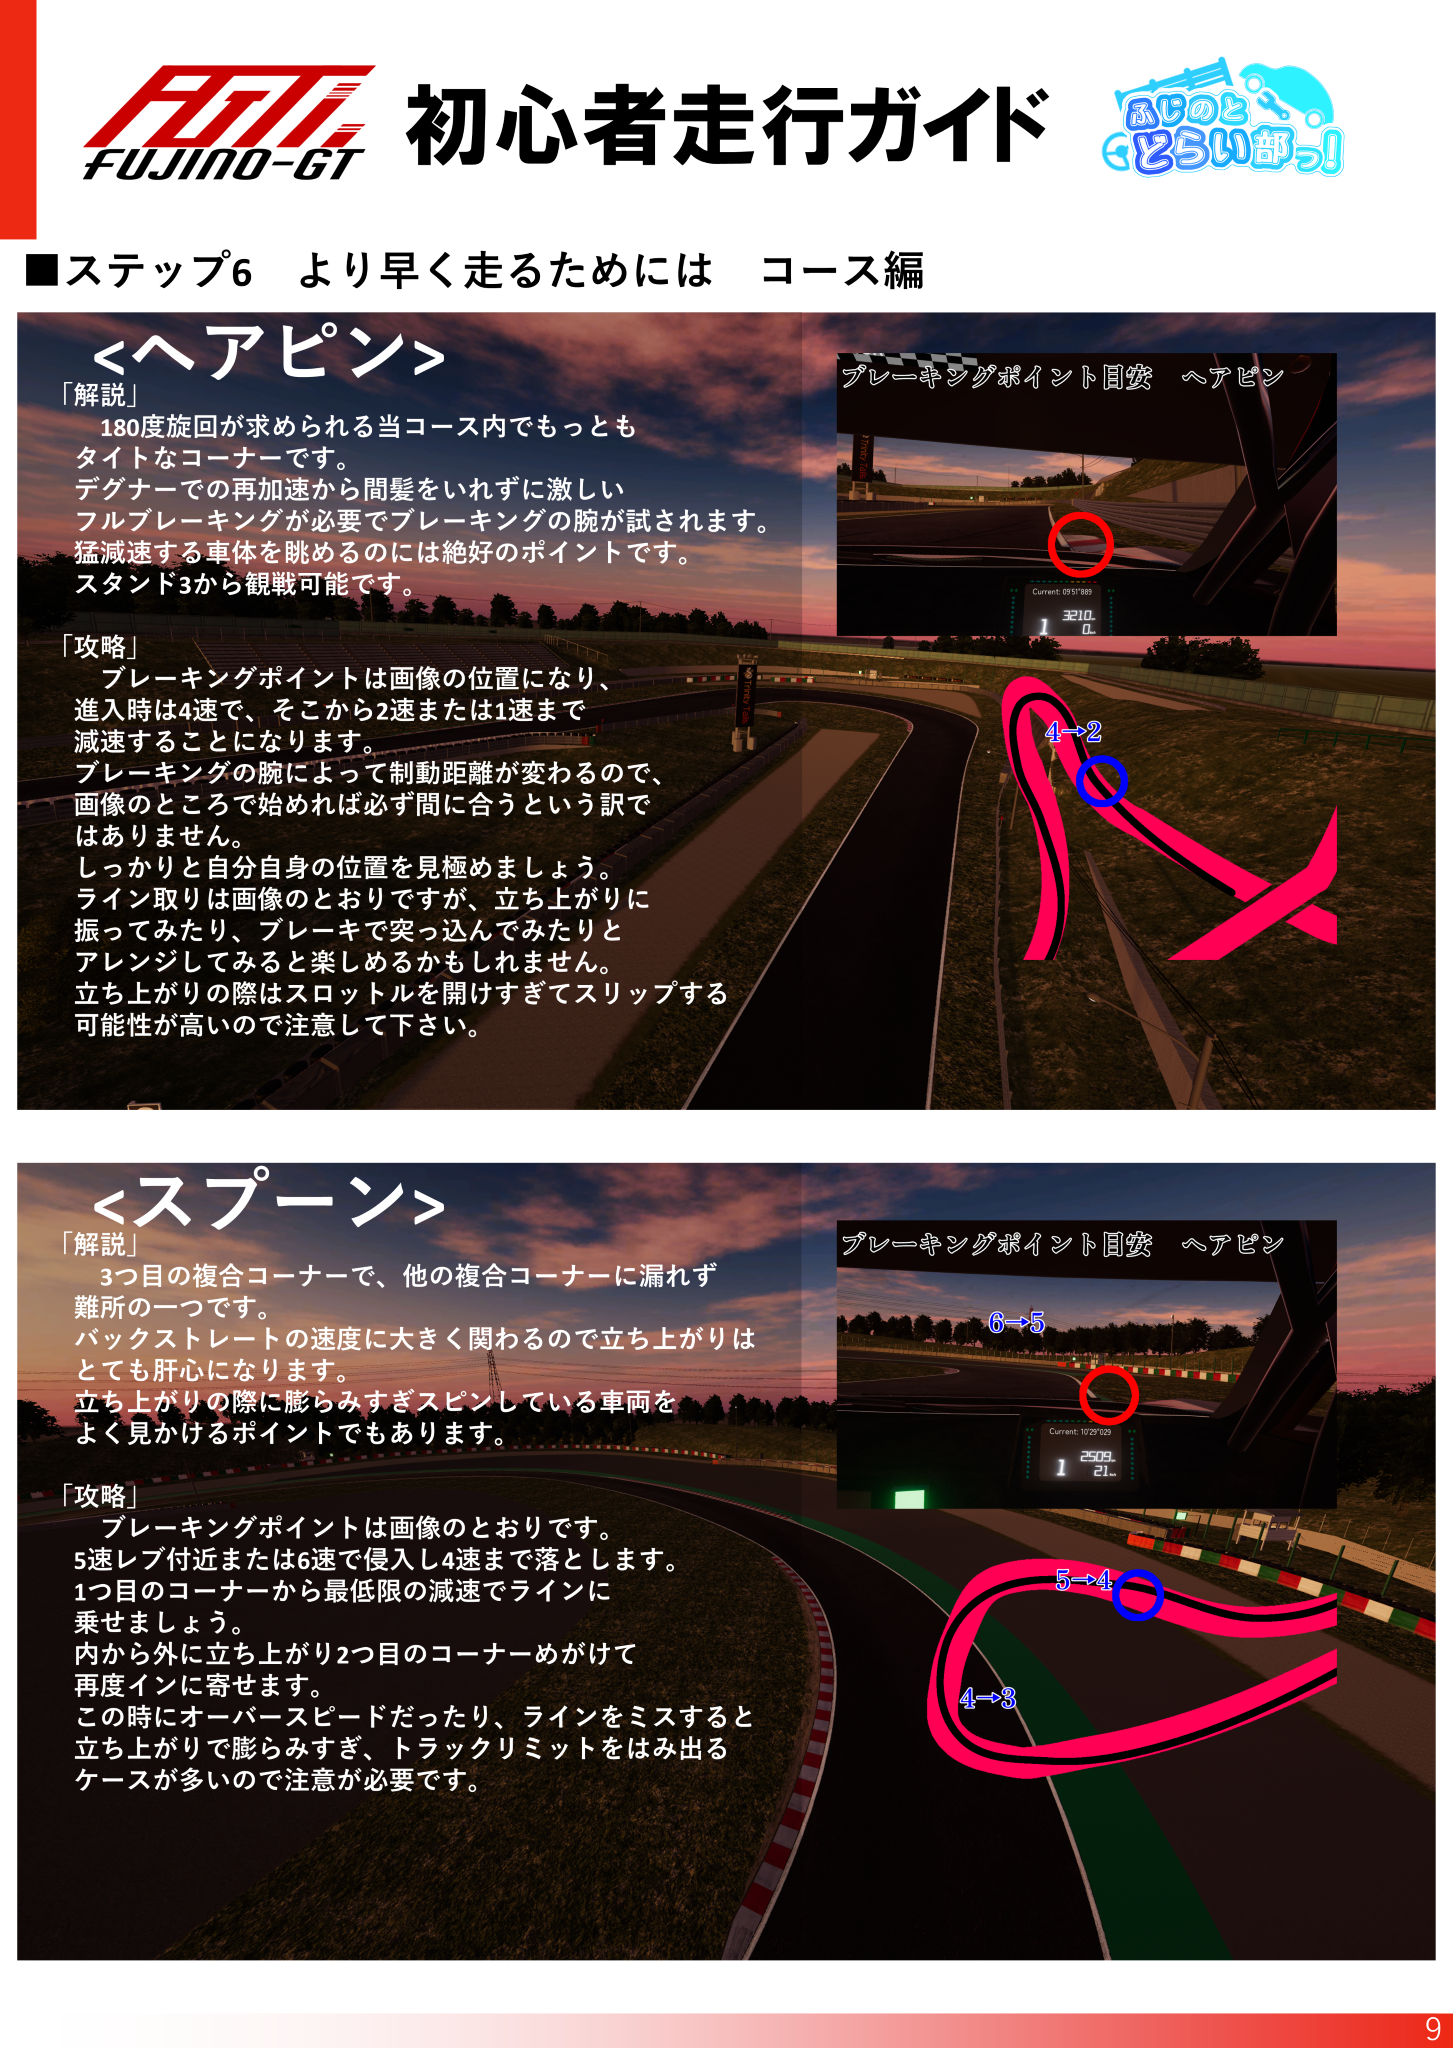 FUJINO-GT
初心者走行ガイド
ふじのと
どらい部っ!
■ステップ6　より早く走るためには　コース編
<ヘアピン>
「解説」
180度旋回が求められる当コース内でもっとも
タイトなコーナーです。
デグナーでの再加速から間髪をいれずに激しい
フルブレーキングが必要でブレーキングの腕が試されます。
猛減速する車体を眺めるのには絶好のポイントです。
スタンド3から観戦可能です。
「攻略」
ブレーキングポイントは画像の位置になり、
進入時は4速で、そこから2速または1速まで
減速することになります。
ブレーキングの腕によって制動距離が変わるので、
画像のところで始めれば必ず間に合うという訳で
はありません。
しっかりと自分自身の位置を見極めましょう。
ライン取りは画像のとおりですが、立ち上がりに
振ってみたり、ブレーキで突っ込んでみたりと
アレンジしてみると楽しめるかもしれません。
立ち上がりの際はスロットルを開けすぎてスリップする
可能性が高いので注意して下さい。
ブレーキングポイント目安　ヘアピン
Trinity Talk
Current: 09'51"889
3210
1
0
Trinity Talk
4→2
<スプーン>
「解説」
3つ目の複合コーナーで、他の複合コーナーに漏れず
難所の一つです。
バックストレートの速度に大きく関わるので立ち上がりは
とても肝心になります。
立ち上がりの際に膨らみすぎスピンしている車両を
よく見かけるポイントでもあります。
「攻略」
ブレーキングポイントは画像のとおりです。
5速レブ付近または6速で侵入し4速まで落とします。
1つ目のコーナーから最低限の減速でラインに
乗せましょう。
内から外に立ち上がり2つ目のコーナーめがけて
再度インに寄せます。
この時にオーバースピードだったり、ラインをミスすると
立ち上がりで膨らみすぎ、トラックリミットをはみ出る
ケースが多いので注意が必要です。
ブレーキングポイント目安　ヘアピン
6→5
Current: 10'29"029
2509
1
21
5→4
4→3
9